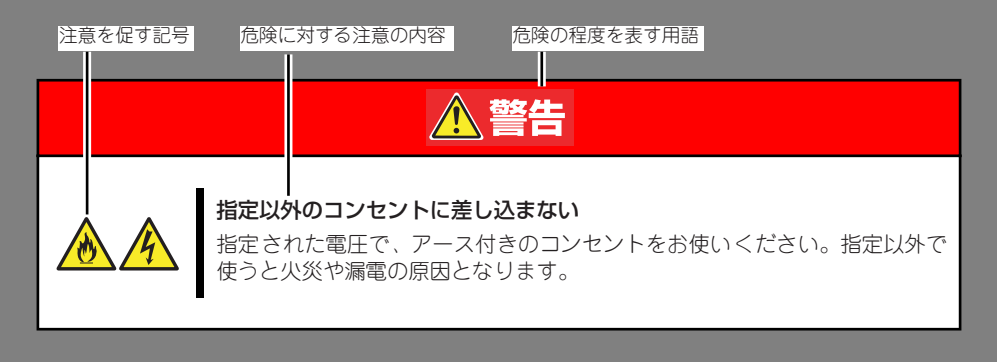 注意を促す記号
危険に対する注意の内容
危険の程度を表す用語
警告
指定以外のコンセントに差し込まない
指定された電圧で、アース付きのコンセントをお使いください。指定以外で
使うと火災や漏電の原因となります。